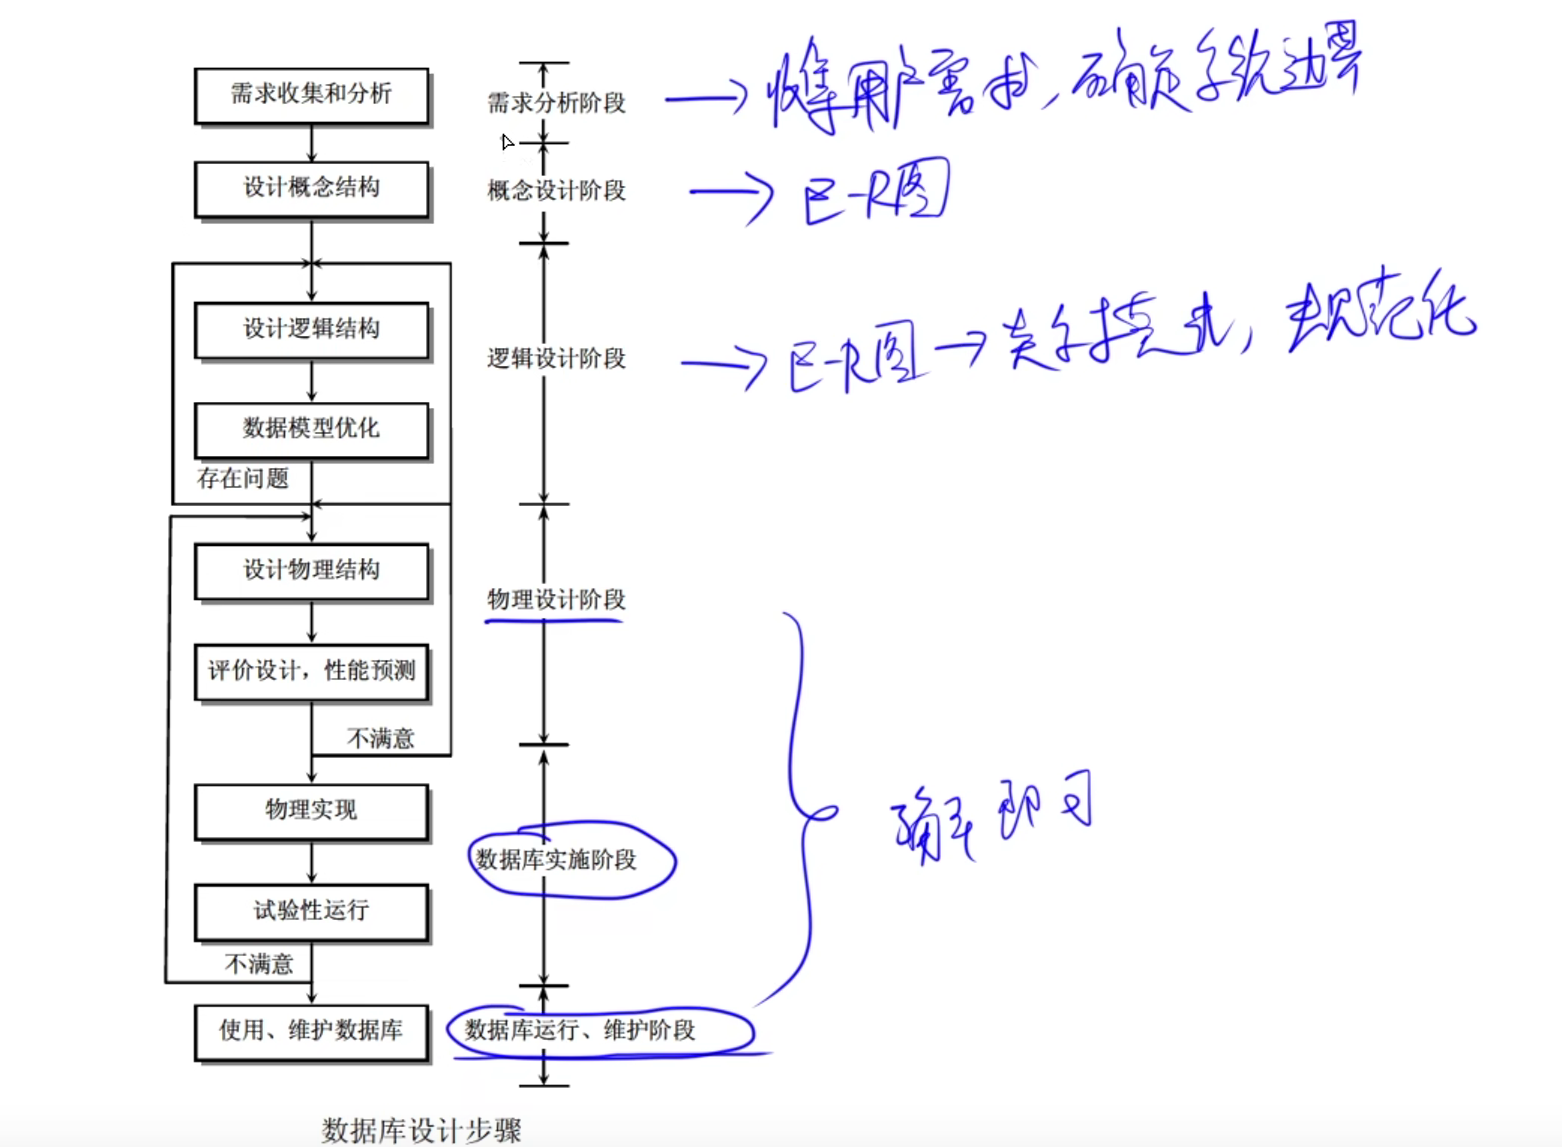 需求收集和分析
需求分析阶段
收集用户需求,确定系统边界
设计概念结构
概念设计阶段
E-R图
设计逻辑结构
逻辑设计阶段
E-R图→关系模式,规范化
数据模型优化
存在问题
设计物理结构
物理设计阶段
评价设计，性能预测
不满意
物理实现
了解即可
数据库实施阶段
试验性运行
不满意
使用、维护数据库
数据库运行、维护阶段
数据库设计步骤